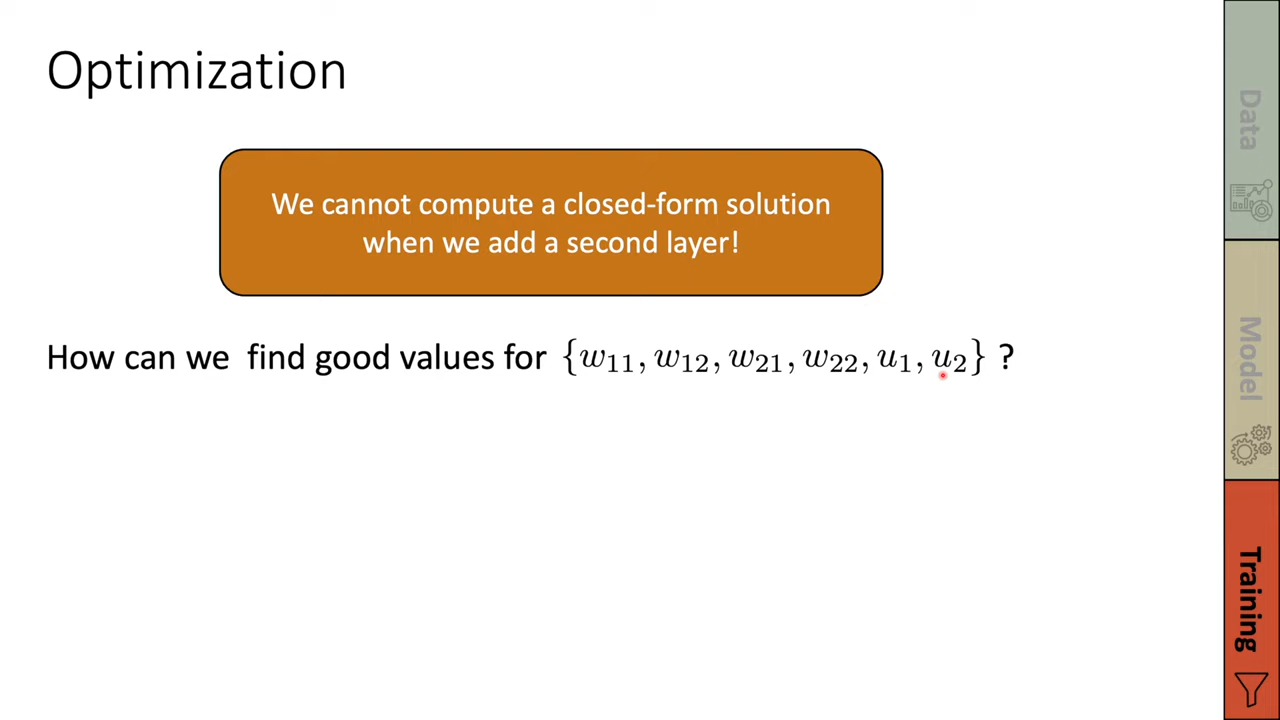 Optimization
We cannot compute a closed-form solution
when we add a second layer!
How can we find good values for {w₁₁, w₁₂, w₂₁, w₂₂, u₁, u₂} ?
Data
Model
Training